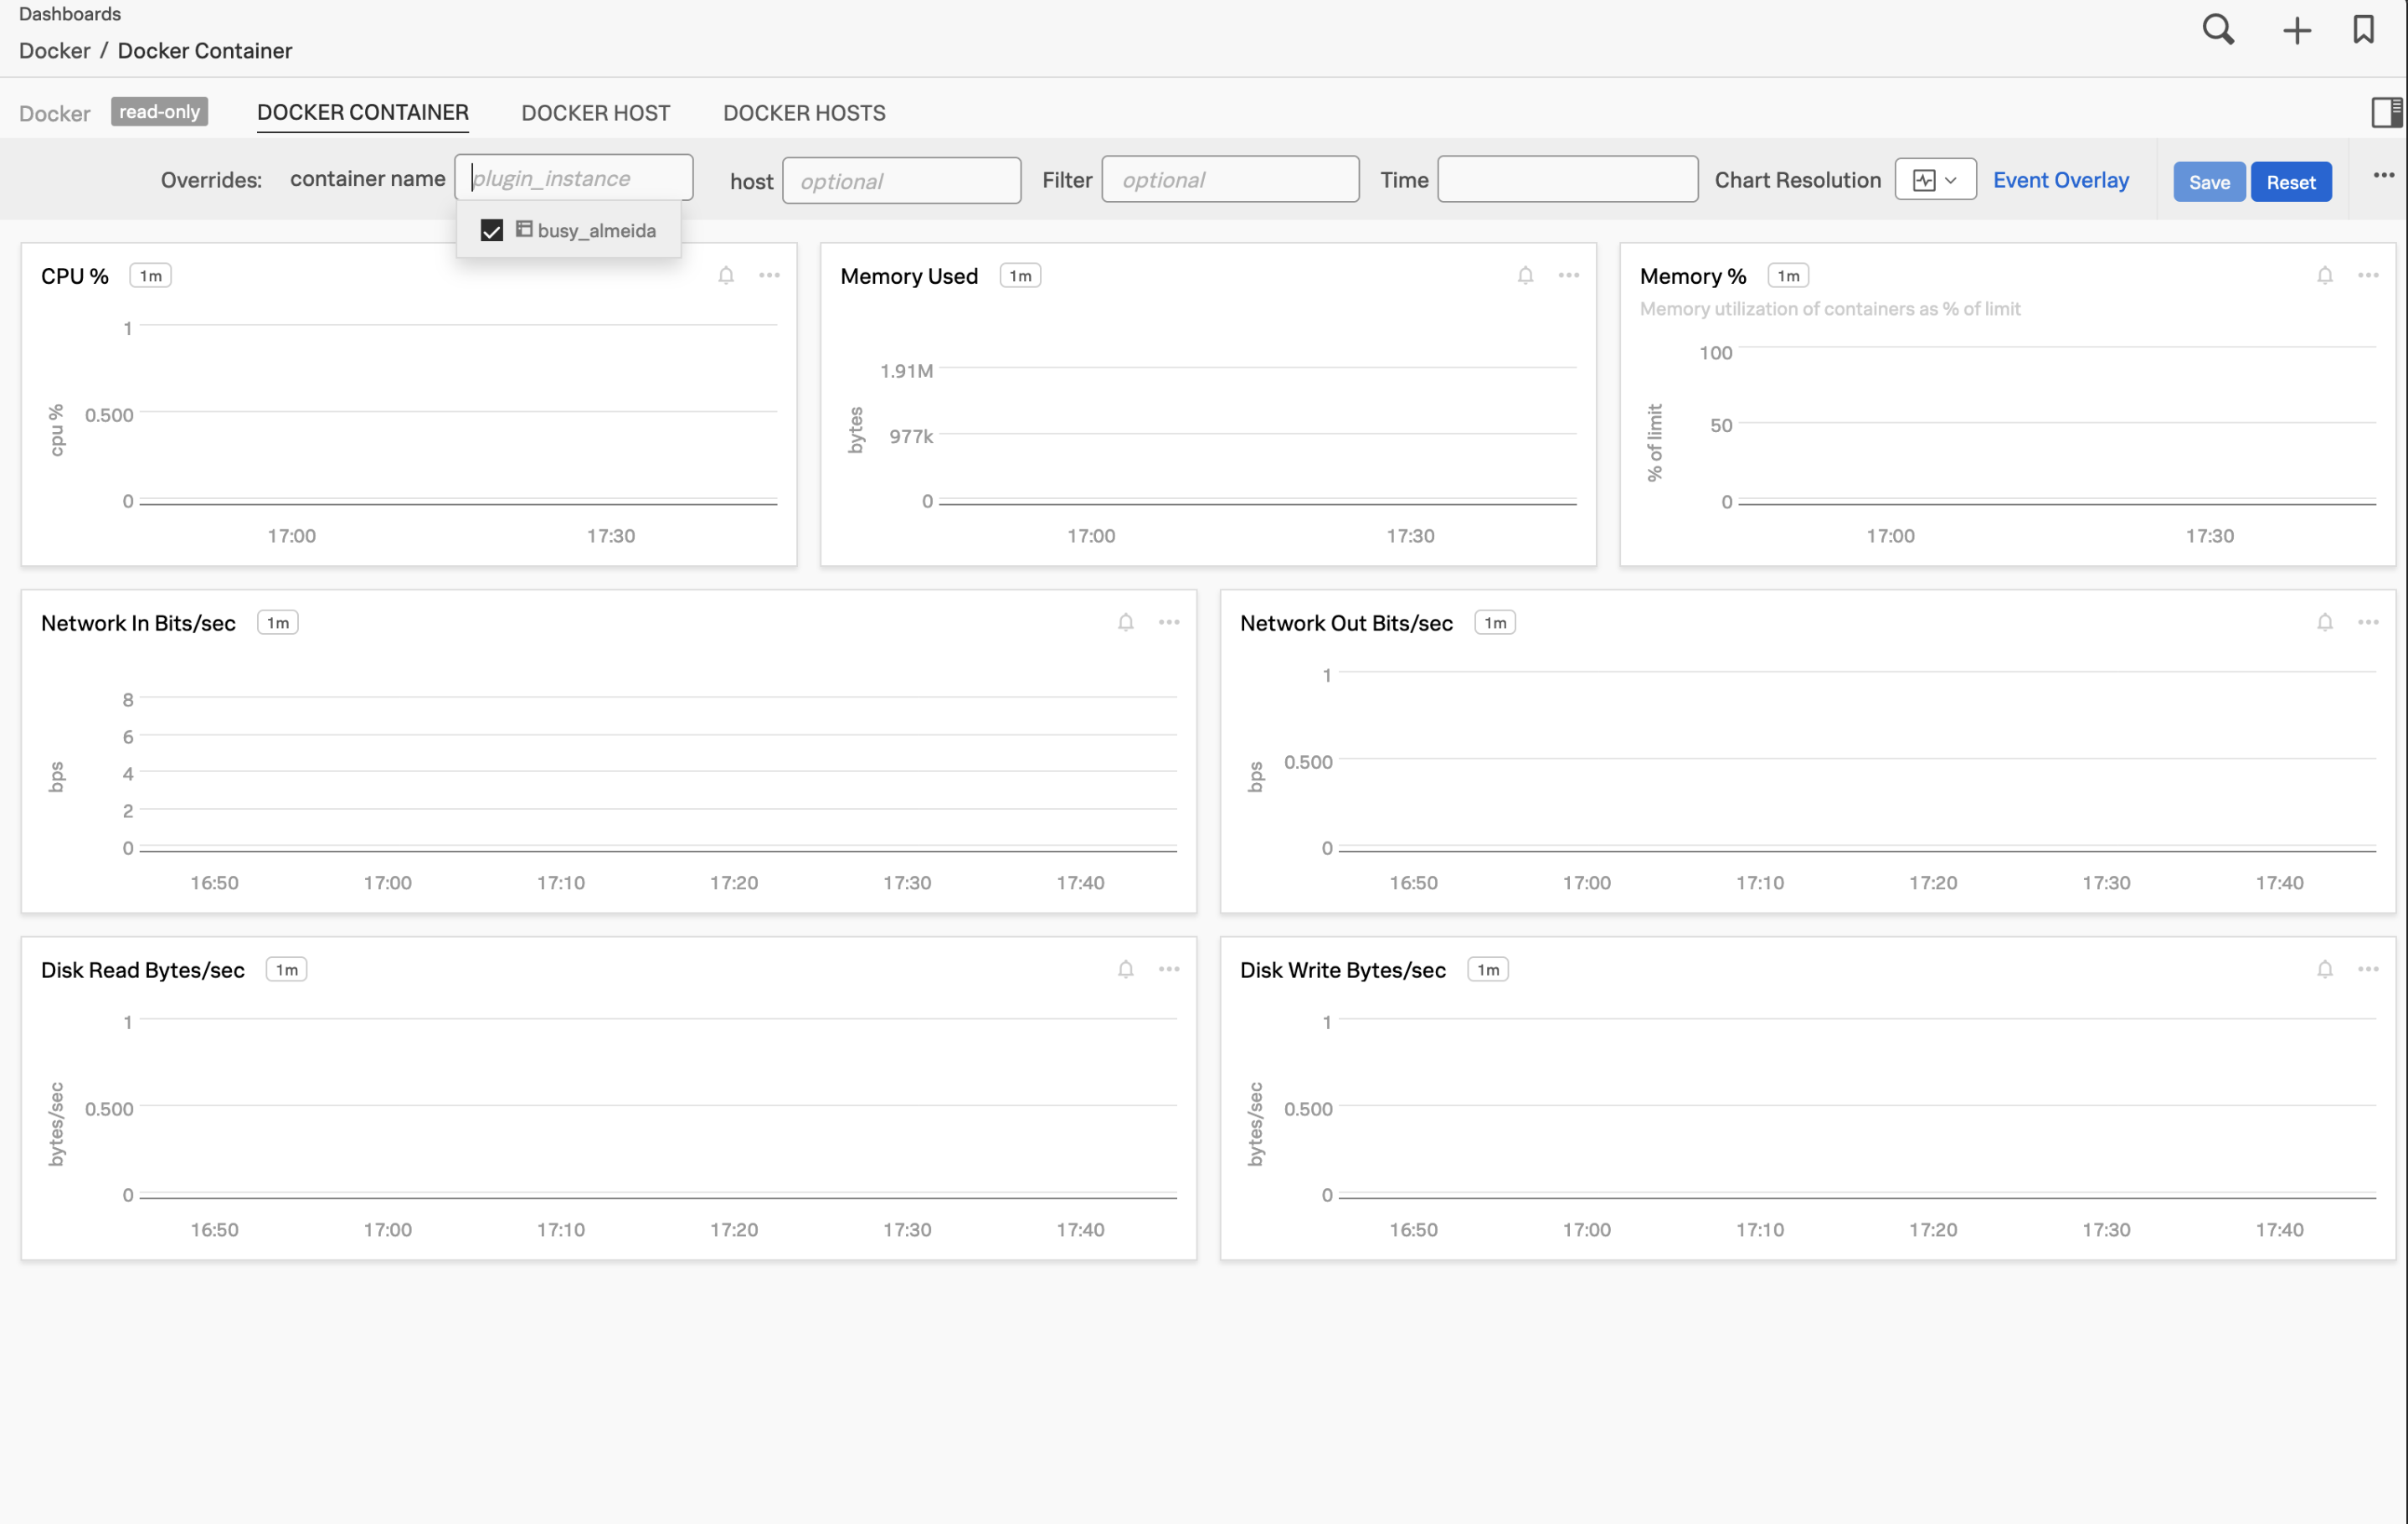 Dashboards
Docker / Docker Container
Docker read-only DOCKER CONTAINER DOCKER HOST DOCKER HOSTS
Overrides: container name plugin_instance host optional Filter optional Time Chart Resolution Event Overlay Save Reset
busy_almeida
CPU % 1m
1
0.500
0
cpu %
17:00 17:30
Memory Used 1m
1.91M
977k
0
bytes
17:00 17:30
Memory % 1m
Memory utilization of containers as % of limit
100
50
0
% of limit
17:00 17:30
Network In Bits/sec 1m
8
6
4
2
0
bps
16:50 17:00 17:10 17:20 17:30 17:40
Network Out Bits/sec 1m
1
0.500
0
bps
16:50 17:00 17:10 17:20 17:30 17:40
Disk Read Bytes/sec 1m
1
0.500
0
bytes/sec
16:50 17:00 17:10 17:20 17:30 17:40
Disk Write Bytes/sec 1m
1
0.500
0
bytes/sec
16:50 17:00 17:10 17:20 17:30 17:40